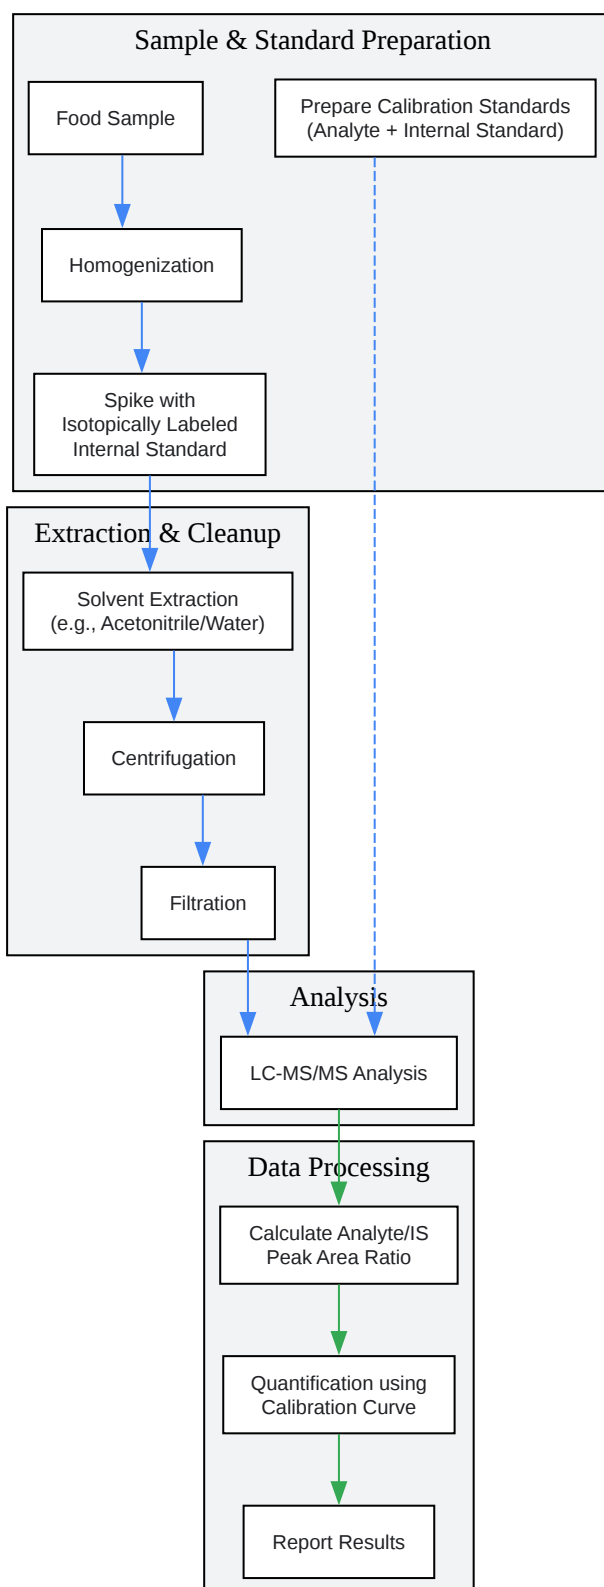 Sample & Standard Preparation
Food Sample
Prepare Calibration Standards
(Analyte + Internal Standard)
Homogenization
Spike with
Isotopically Labeled
Internal Standard
Extraction & Cleanup
Solvent Extraction
(e.g., Acetonitrile/Water)
Centrifugation
Filtration
Analysis
LC-MS/MS Analysis
Data Processing
Calculate Analyte/IS
Peak Area Ratio
Quantification using
Calibration Curve
Report Results